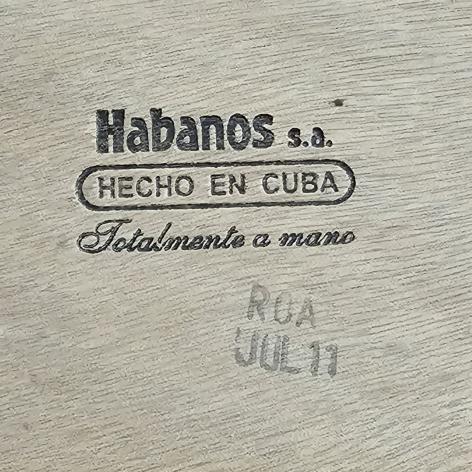 Habanos s.a.
HECHO EN CUBA
Totalmente a mano
ROA
JUL 11